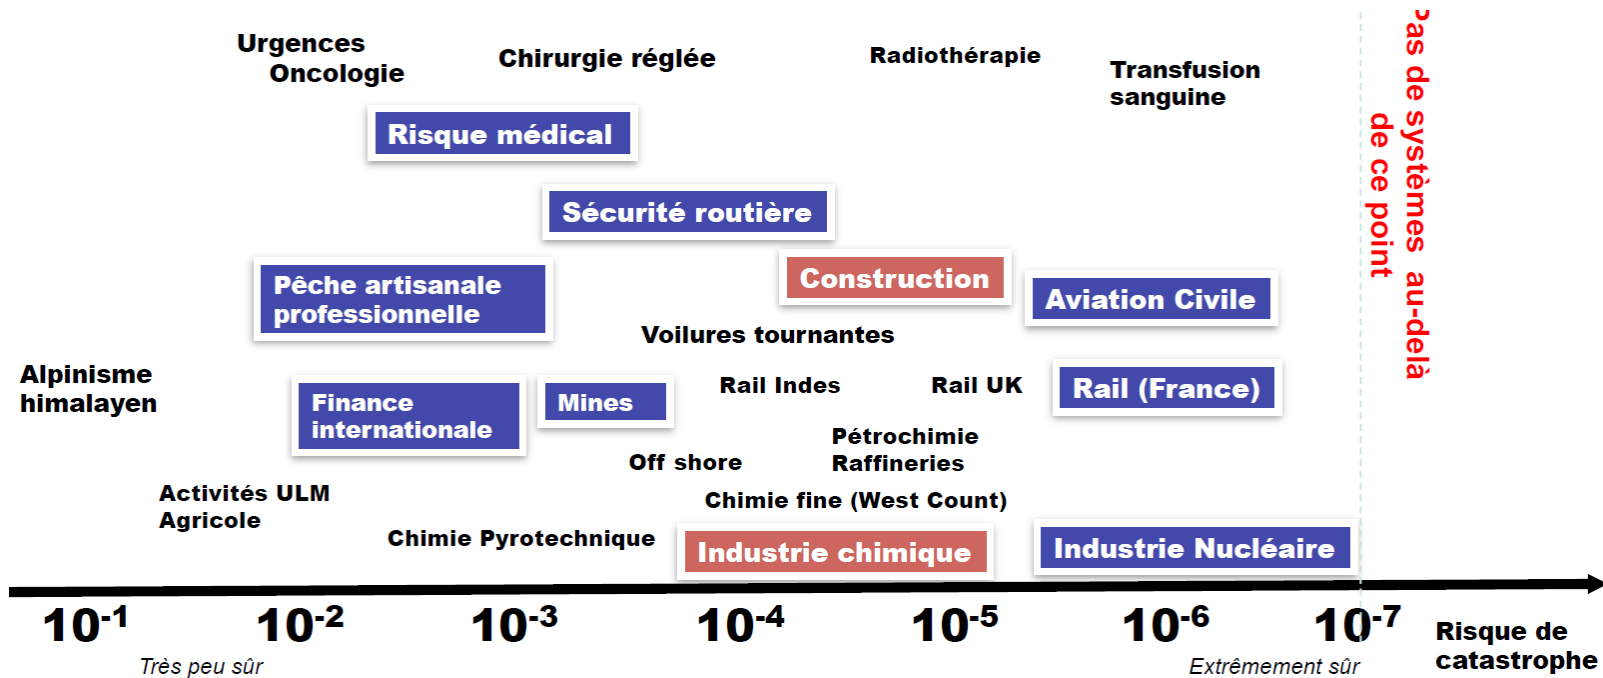 Urgences
Oncologie
Chirurgie réglée
Radiothérapie
Transfusion
sanguine
Pas de systèmes au-delà
de ce point
Risque médical
Sécurité routière
Construction
Pêche artisanale
professionnelle
Aviation Civile
Voilures tournantes
Alpinisme
himalayen
Rail Indes
Rail UK
Rail (France)
Finance
internationale
Mines
Pétrochimie
Raffineries
Off shore
Activités ULM
Agricole
Chimie fine (West Count)
Chimie Pyrotechnique
Industrie chimique
Industrie Nucléaire
10-1 10-2 10-3 10-4 10-5 10-6 10-7
Risque de
catastrophe
Très peu sûr
Extrêmement sûr